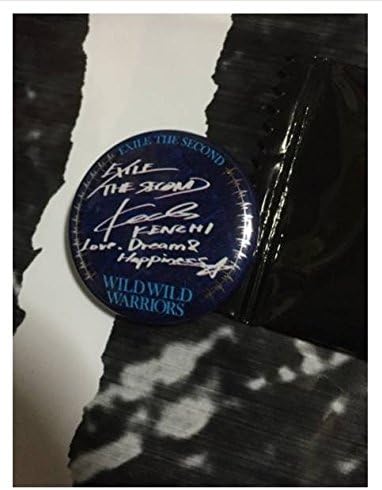 EXILE THE SECOND
EXILE
THE SECOND
KENCHI
Love, Dream &
Happiness
WILD WILD
WARRIORS